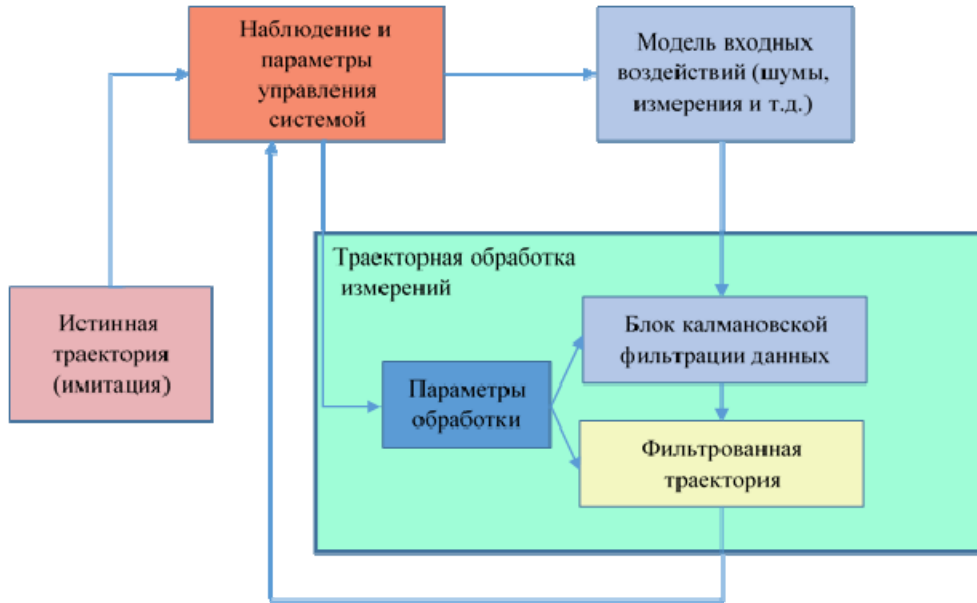 Наблюдение и
параметры
управления
системой
Модель входных
воздействий (шумы,
измерения и т.д.)
Траекторная обработка
измерений
Истинная
траектория
(имитация)
Блок калмановской
фильтрации данных
Параметры
обработки
Фильтрованная
траектория